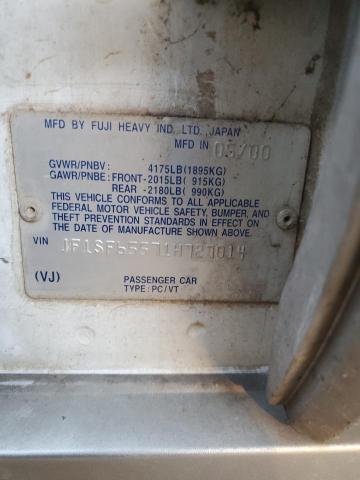 MFD BY FUJI HEAVY IND. LTD. JAPAN
MFD IN
GVWR/PNBV: 4175LB(1895KG)
GAWR/PNBE: FRONT-2015LB( 915KG)
REAR -2180LB( 990KG)
THIS VEHICLE CONFORMS TO ALL APPLICABLE
FEDERAL MOTOR VEHICLE SAFETY, BUMPER, AND
THEFT PREVENTION STANDARDS IN EFFECT ON
THE DATE OF MANUFACTURE SHOWN ABOVE.
VIN
(VJ) PASSENGER CAR
TYPE: PC/VT